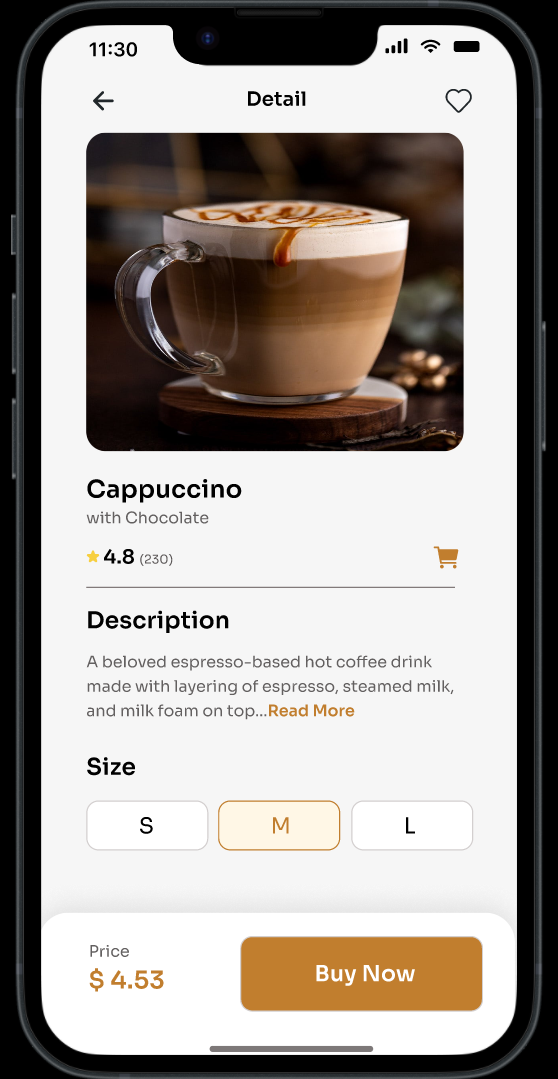 11:30
Detail
Cappuccino
with Chocolate
4.8 (230)
Description
A beloved espresso-based hot coffee drink
made with layering of espresso, steamed milk,
and milk foam on top...Read More
Size
S M L
Price
$ 4.53
Buy Now